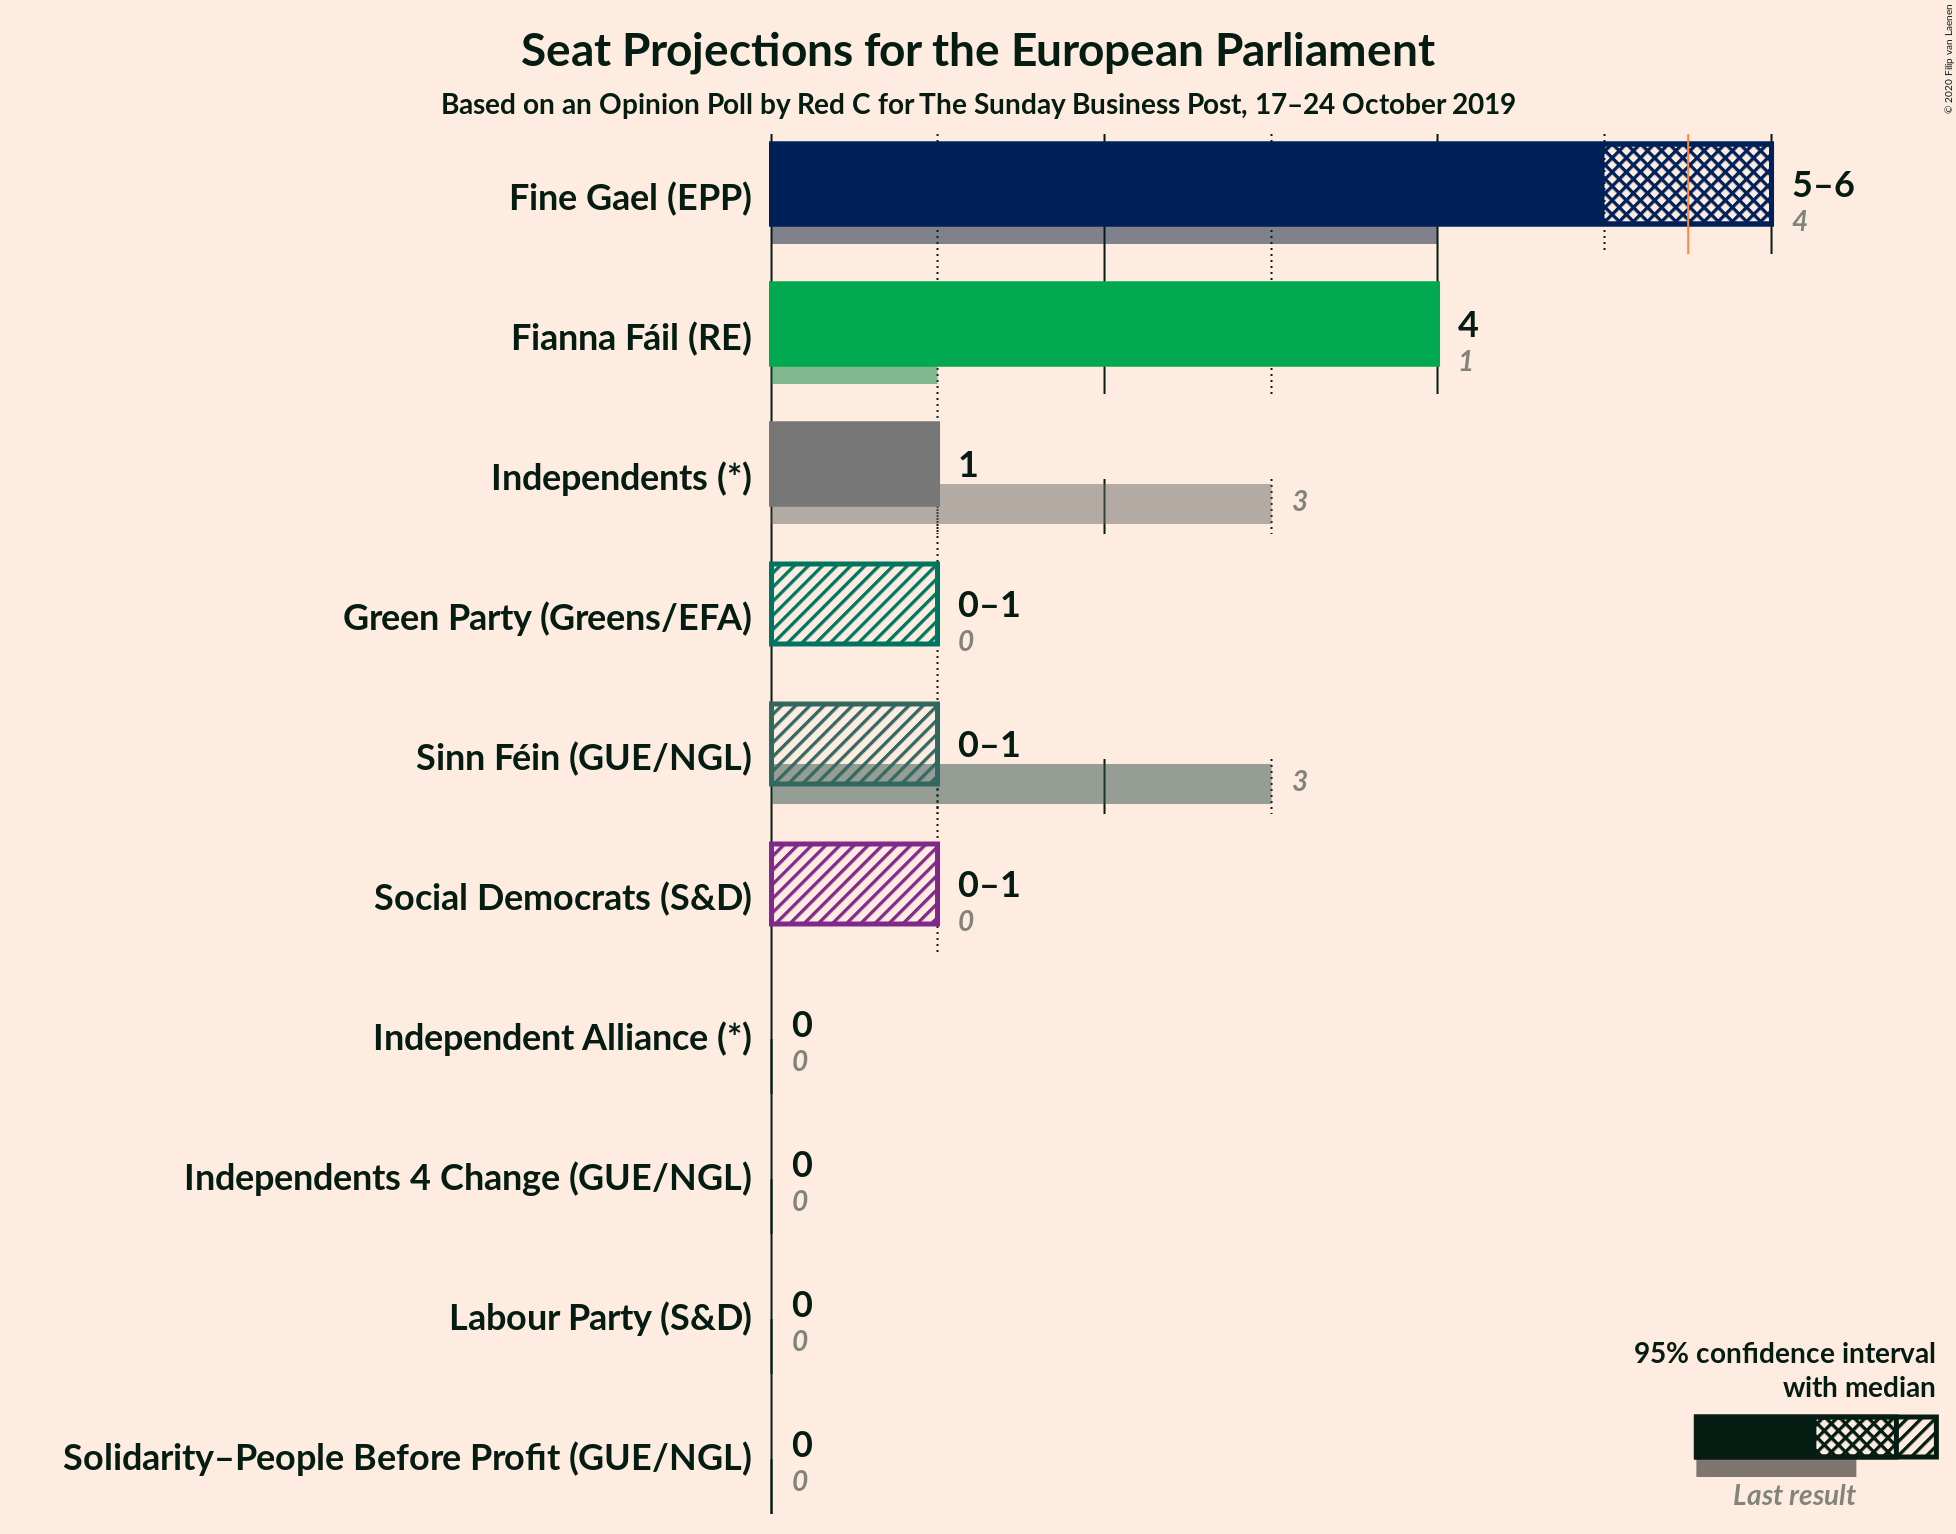 Seat Projections for the European Parliament
Based on an Opinion Poll by Red C for The Sunday Business Post, 17–24 October 2019
© 2020 Filip van Laenen
Fine Gael (EPP)
5–6
4
Fianna Fáil (RE)
4
1
Independents (*)
1
3
Green Party (Greens/EFA)
0–1
0
Sinn Féin (GUE/NGL)
0–1
3
Social Democrats (S&D)
0–1
0
Independent Alliance (*)
0
0
Independents 4 Change (GUE/NGL)
0
0
Labour Party (S&D)
0
0
Solidarity–People Before Profit (GUE/NGL)
0
0
95% confidence interval
with median
Last result